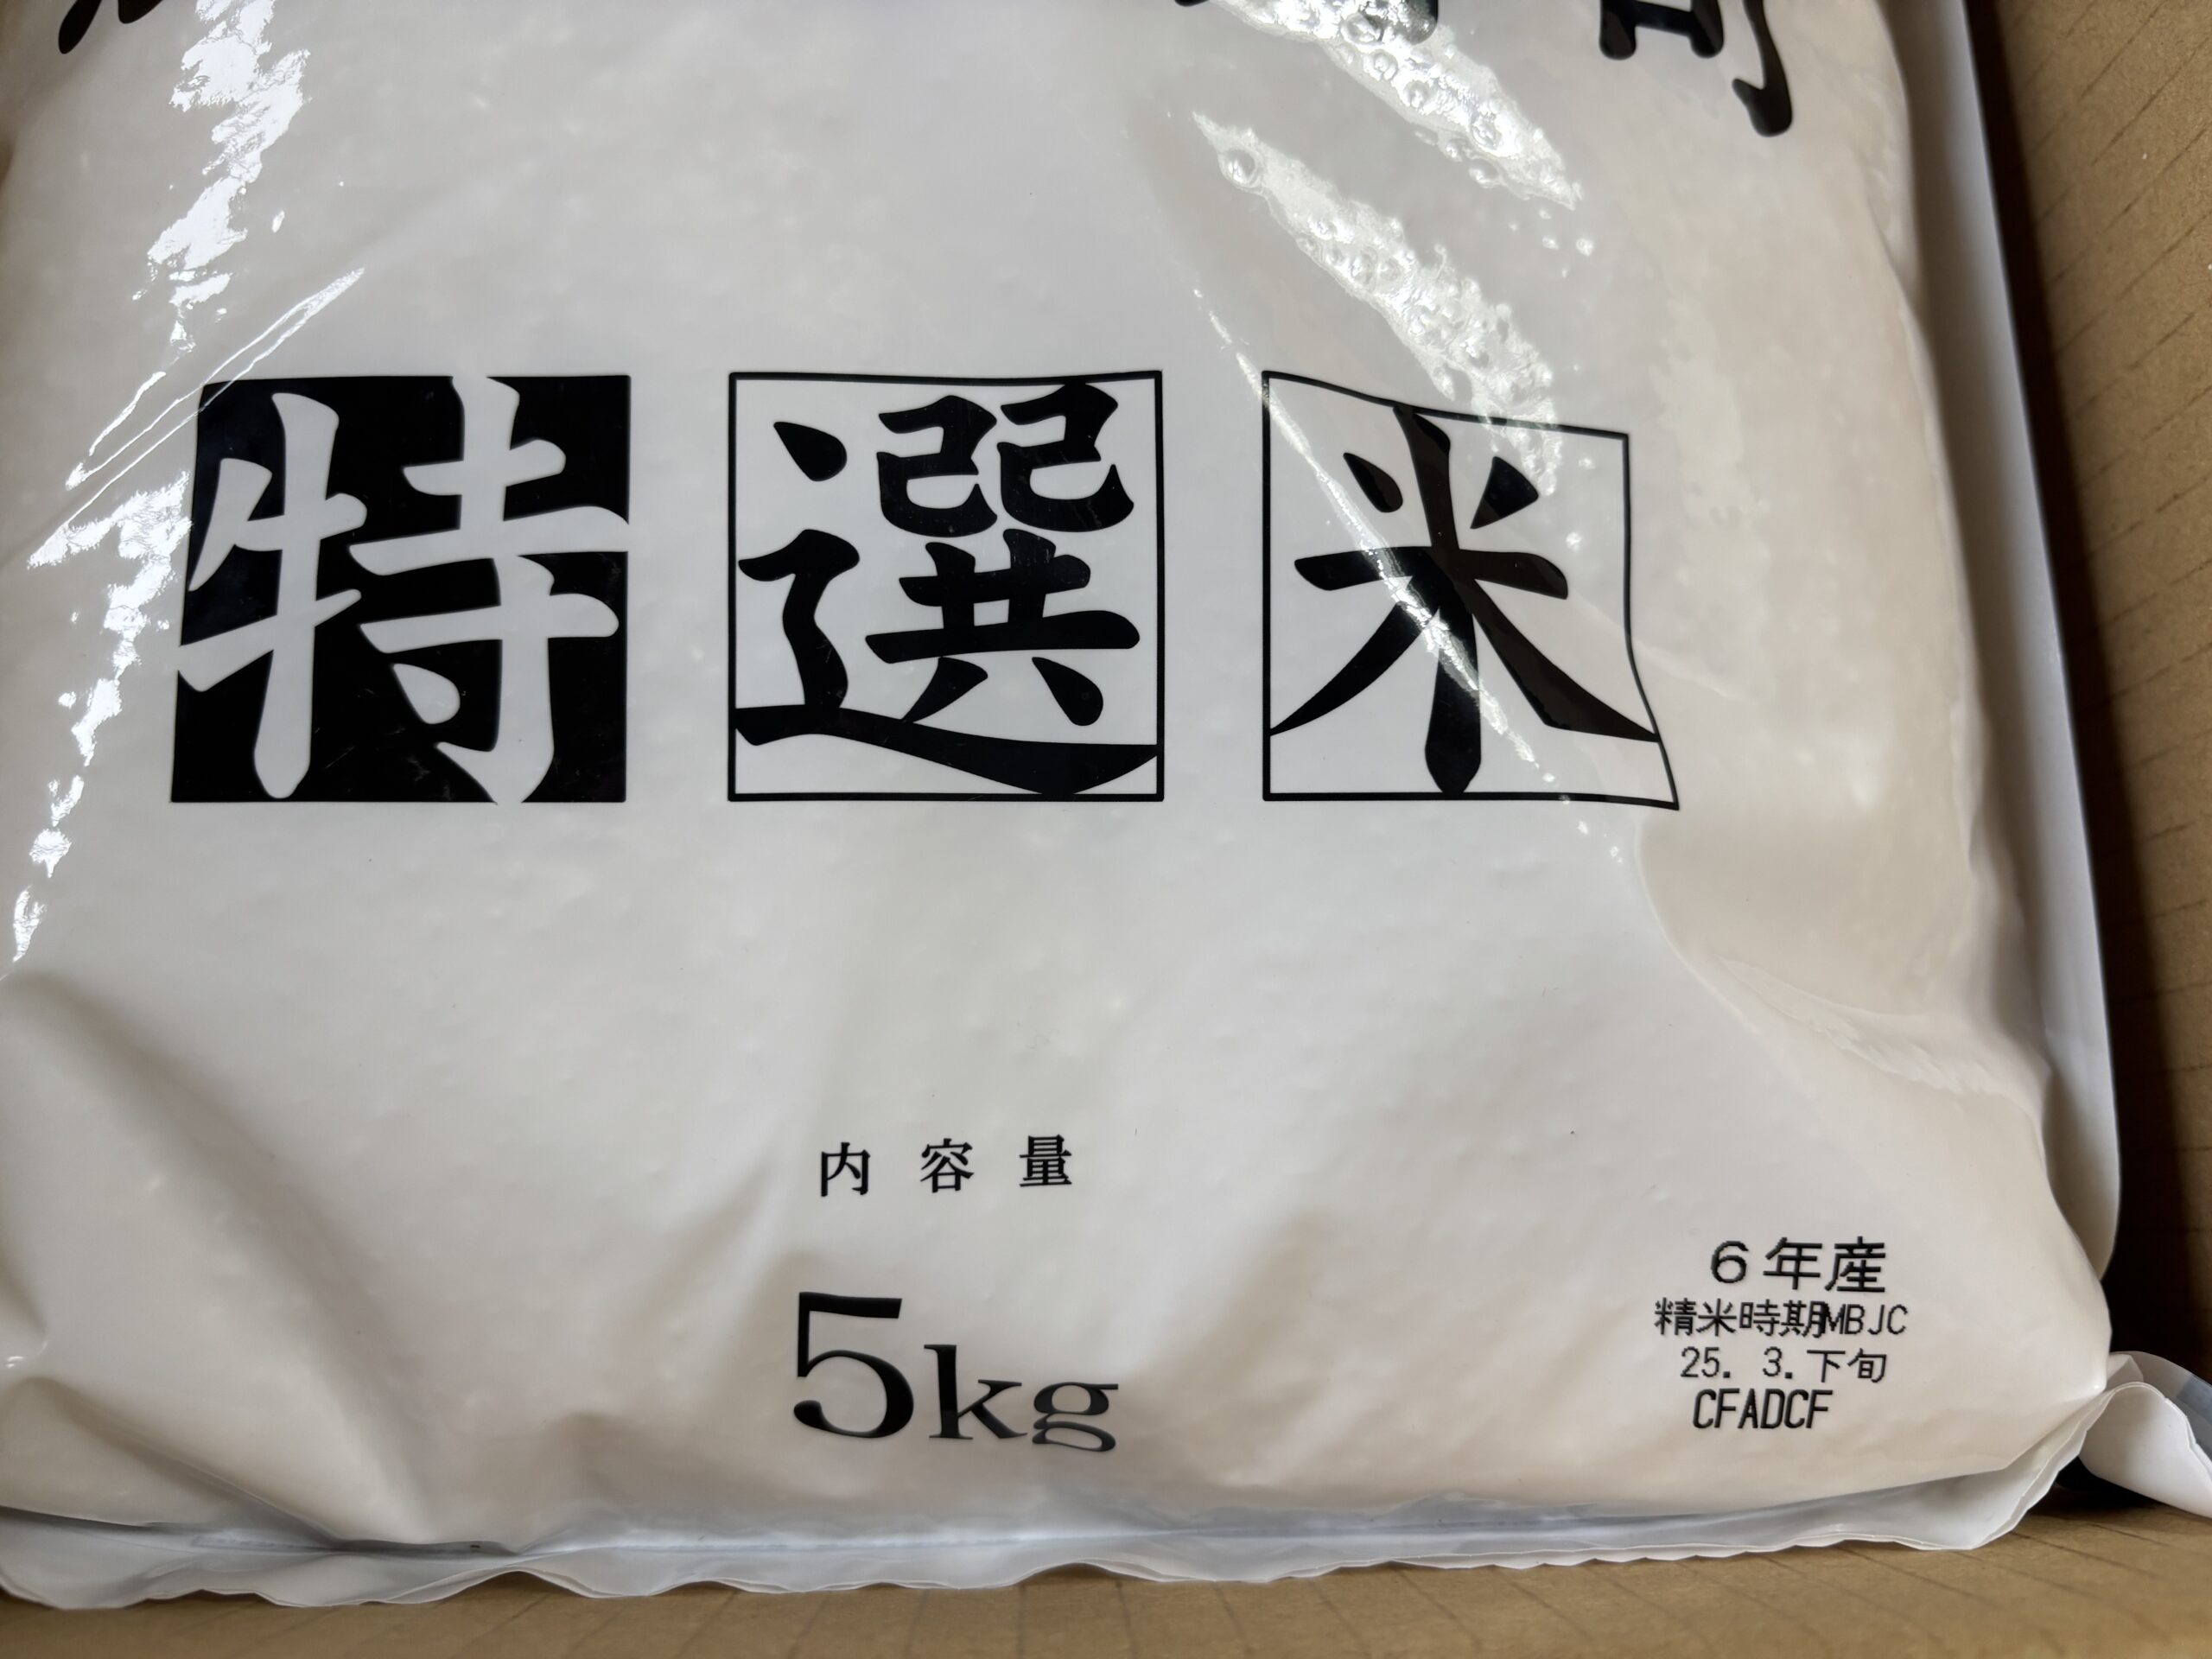 特選米
内容量
5kg
6年産
精米時期MBJC
25. 3.下旬
CFADCF